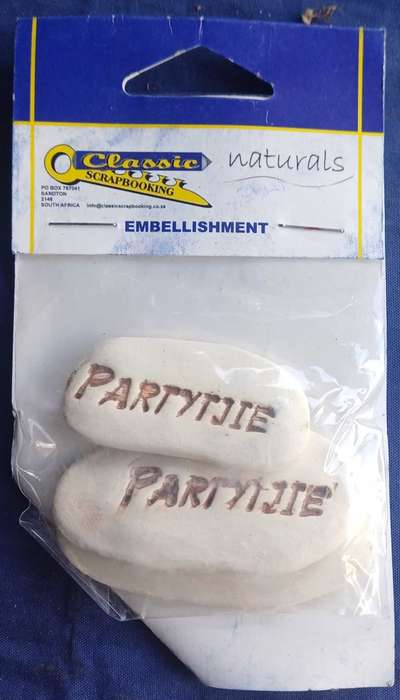 Classic
SCRAPBOOKING
naturals
PO BOX 787041
SANDTON
2146
SOUTH AFRICA info@classicscrapbooking.co.za
EMBELLISHMENT
PARTYTJIE
PARTYTJIE